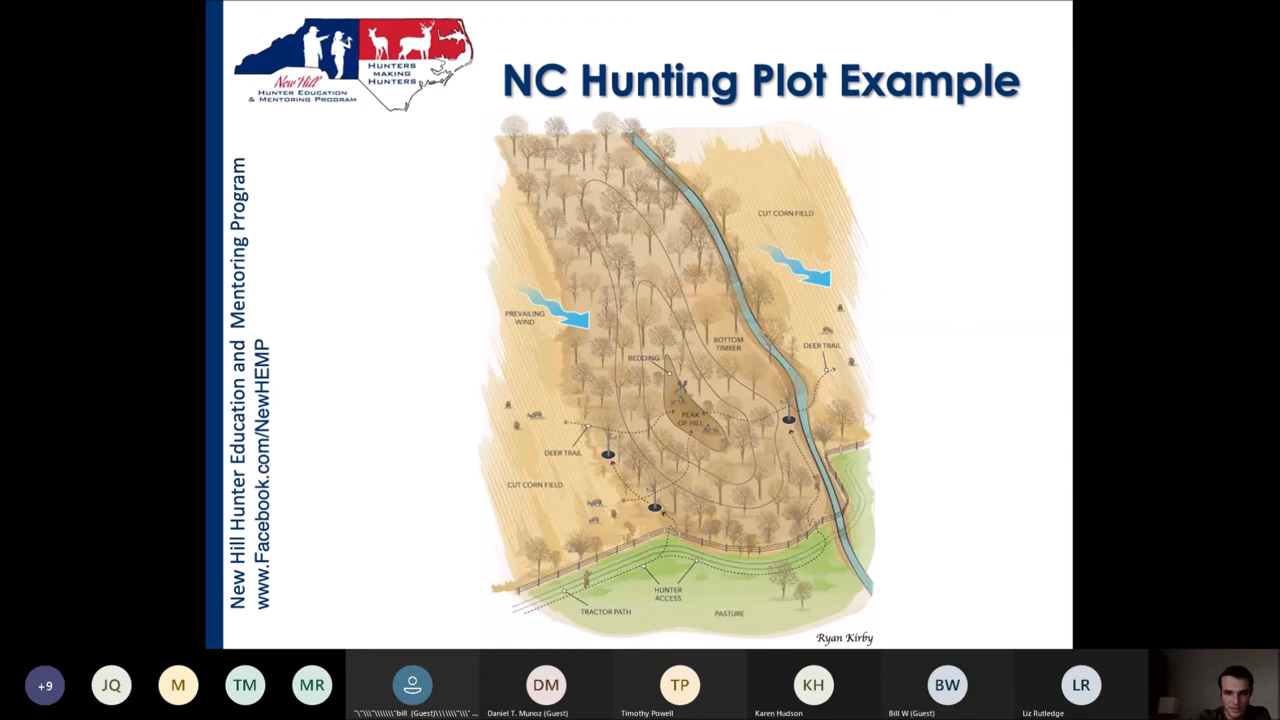 New Hill
HUNTER EDUCATION
& MENTORING PROGRAM
HUNTERS
MAKING
HUNTERS
NC Hunting Plot Example
New Hill Hunter Education and Mentoring Program
www.Facebook.com/NewHEMP
CUT CORN FIELD
PREVAILING
WIND
BOTTOM
TIMBER
DEER TRAIL
BEDDING
PEAK
OF HILL
DEER TRAIL
CUT CORN FIELD
HUNTER
ACCESS
TRACTOR PATH
PASTURE
Ryan Kirby
+9
JQ
M
TM
MR
DM
TP
KH
BW
LR
"\"\\\"\\\\\\\"bill (Guest)\\\\\\\"\\\" ...
Daniel T. Munoz (Guest)
Timothy Powell
Karen Hudson
Bill W (Guest)
Liz Rutledge